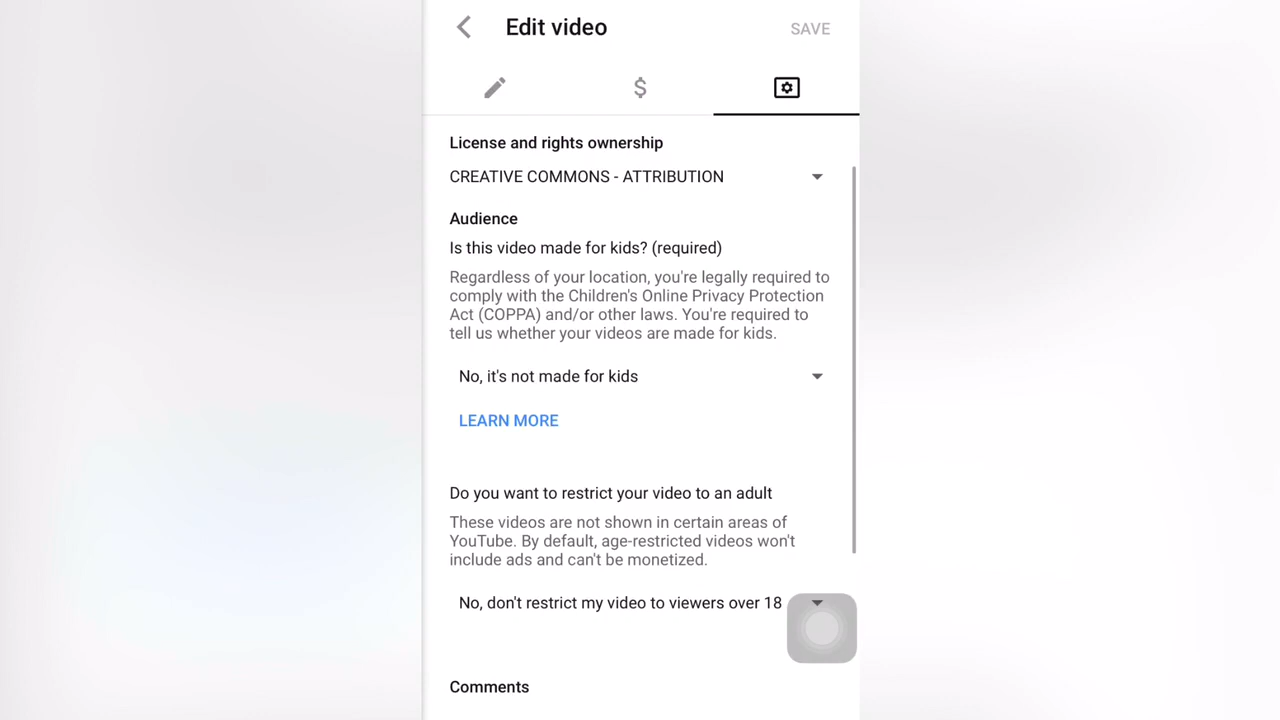 Edit video
SAVE
$
License and rights ownership
CREATIVE COMMONS - ATTRIBUTION
Audience
Is this video made for kids? (required)
Regardless of your location, you're legally required to
comply with the Children's Online Privacy Protection
Act (COPPA) and/or other laws. You're required to
tell us whether your videos are made for kids.
No, it's not made for kids
LEARN MORE
Do you want to restrict your video to an adult
These videos are not shown in certain areas of
YouTube. By default, age-restricted videos won't
include ads and can't be monetized.
No, don't restrict my video to viewers over 18
Comments